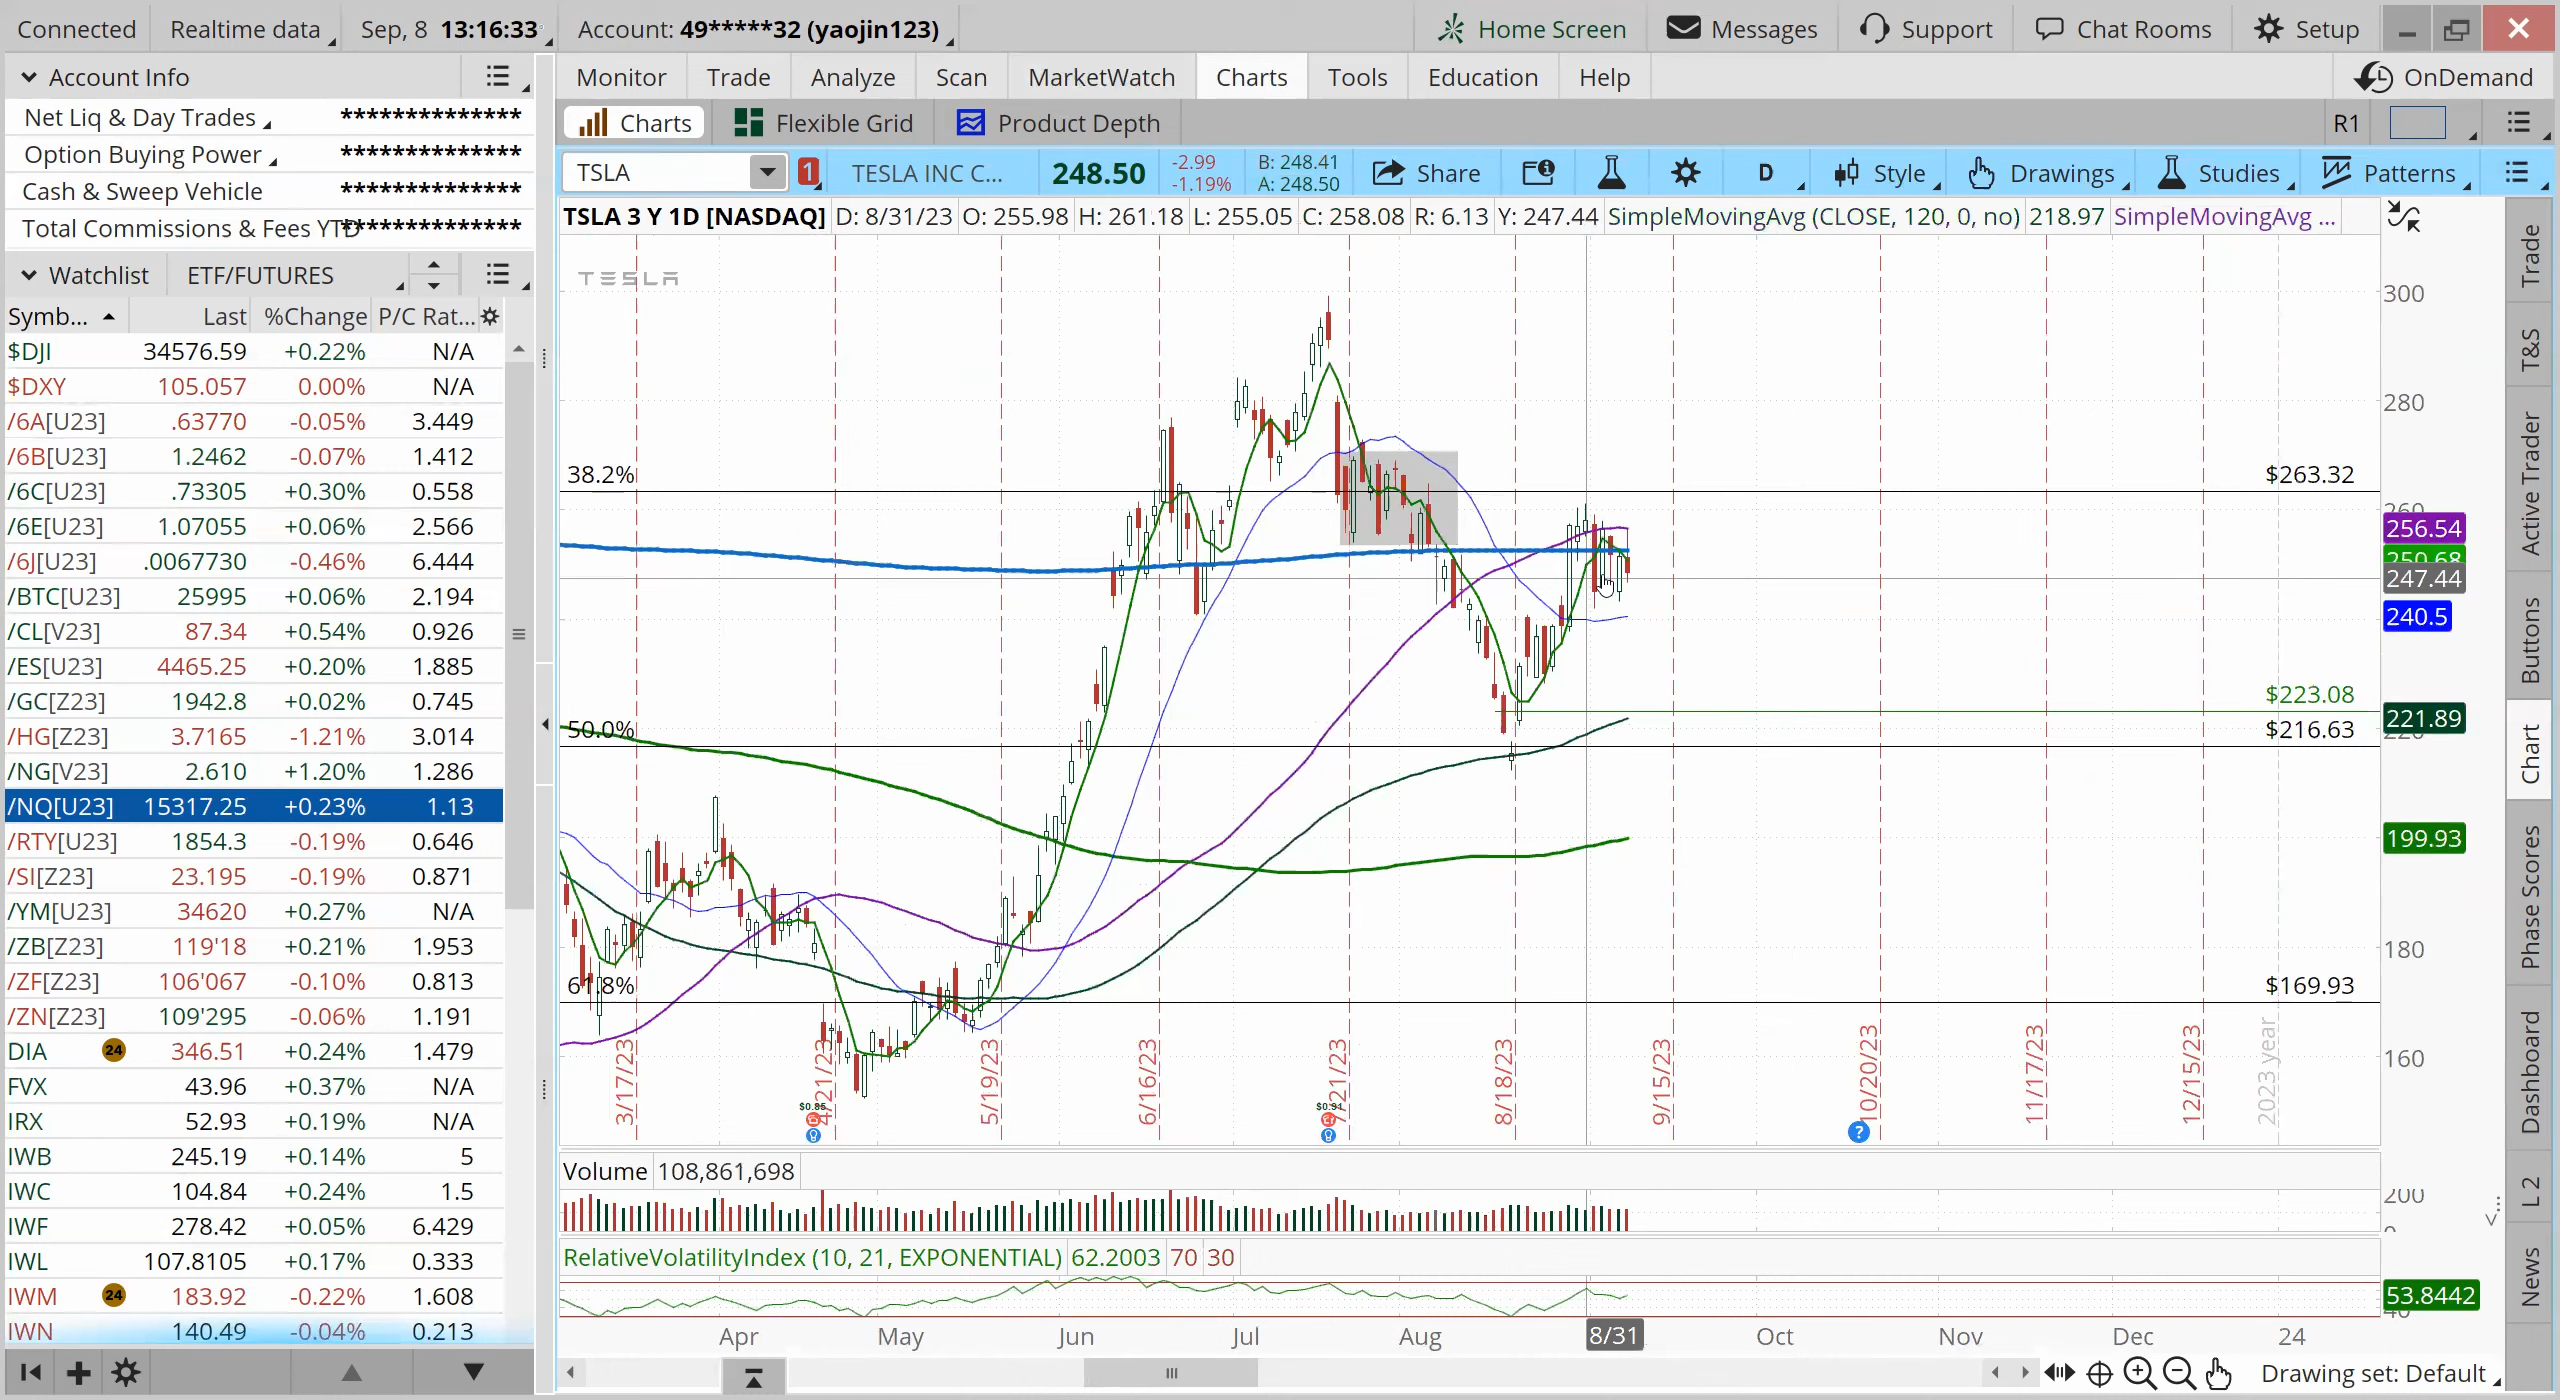 Connected Realtime data Sep, 8 13:16:33 Account: 49*****32 (yaojin123) Home Screen Messages Support Chat Rooms Setup
Account Info
Net Liq & Day Trades **************
Option Buying Power **************
Cash & Sweep Vehicle **************
Total Commissions & Fees YTD **************
Watchlist ETF/FUTURES
Symb... Last %Change P/C Rat...
$DJI 34576.59 +0.22% N/A
$DXY 105.057 0.00% N/A
/6A[U23] .63770 -0.05% 3.449
/6B[U23] 1.2462 -0.07% 1.412
/6C[U23] .73305 +0.30% 0.558
/6E[U23] 1.07055 +0.06% 2.566
/6J[U23] .0067730 -0.46% 6.444
/BTC[U23] 25995 +0.06% 2.194
/CL[V23] 87.34 +0.54% 0.926
/ES[U23] 4465.25 +0.20% 1.885
/GC[Z23] 1942.8 +0.02% 0.745
/HG[Z23] 3.7165 -1.21% 3.014
/NG[V23] 2.610 +1.20% 1.286
/NQ[U23] 15317.25 +0.23% 1.13
/RTY[U23] 1854.3 -0.19% 0.646
/SI[Z23] 23.195 -0.19% 0.871
/YM[U23] 34620 +0.27% N/A
/ZB[Z23] 119'18 +0.21% 1.953
/ZF[Z23] 106'067 -0.10% 0.813
/ZN[Z23] 109'295 -0.06% 1.191
DIA 24 346.51 +0.24% 1.479
FVX 43.96 +0.37% N/A
IRX 52.93 +0.19% N/A
IWB 245.19 +0.14% 5
IWC 104.84 +0.24% 1.5
IWF 278.42 +0.05% 6.429
IWL 107.8105 +0.17% 0.333
IWM 24 183.92 -0.22% 1.608
IWN 140.49 -0.04% 0.213
Monitor Trade Analyze Scan MarketWatch Charts Tools Education Help OnDemand
Charts Flexible Grid Product Depth R1
TSLA 1 TESLA INC C... 248.50 -2.99 -1.19% B: 248.41 A: 248.50 Share D Style Drawings Studies Patterns
TSLA 3 Y 1D [NASDAQ] D: 8/31/23 O: 255.98 H: 261.18 L: 255.05 C: 258.08 R: 6.13 Y: 247.44 SimpleMovingAvg (CLOSE, 120, 0, no) 218.97 SimpleMovingAvg ...
TESLA
300
280
38.2% $263.32
260
256.54
250.68
247.44
240.5
$223.08
221.89
50.0% $216.63
220
199.93
180
61.8% $169.93
160
3/17/23 4/21/23 5/19/23 6/16/23 7/21/23 8/18/23 9/15/23 10/20/23 11/17/23 12/15/23 2023 year
$0.85 $0.91
?
Volume 108,861,698
200
0
RelativeVolatilityIndex (10, 21, EXPONENTIAL) 62.2003 70 30
53.8442
40
Apr May Jun Jul Aug 8/31 Oct Nov Dec 24
Drawing set: Default
Trade
T&S
Active Trader
Buttons
Chart
Phase Scores
Dashboard
L 2
News